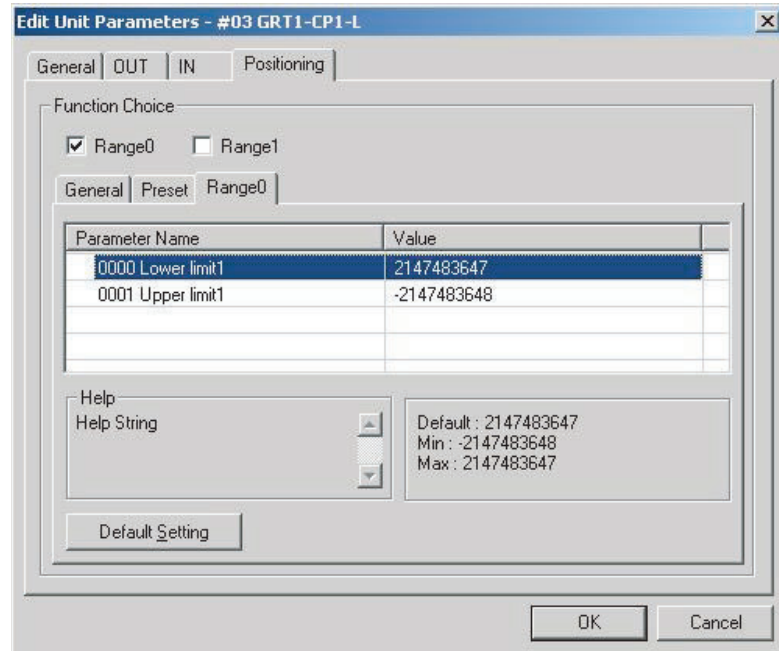 Edit Unit Parameters - #03 GRT1-CP1-L
General OUT IN Positioning
Function Choice
Range0 Range1
General Preset Range0
Parameter Name Value
0000 Lower limit1 2147483647
0001 Upper limit1 -2147483648
Help
Help String
Default : 2147483647
Min : -2147483648
Max : 2147483647
Default Setting
OK Cancel